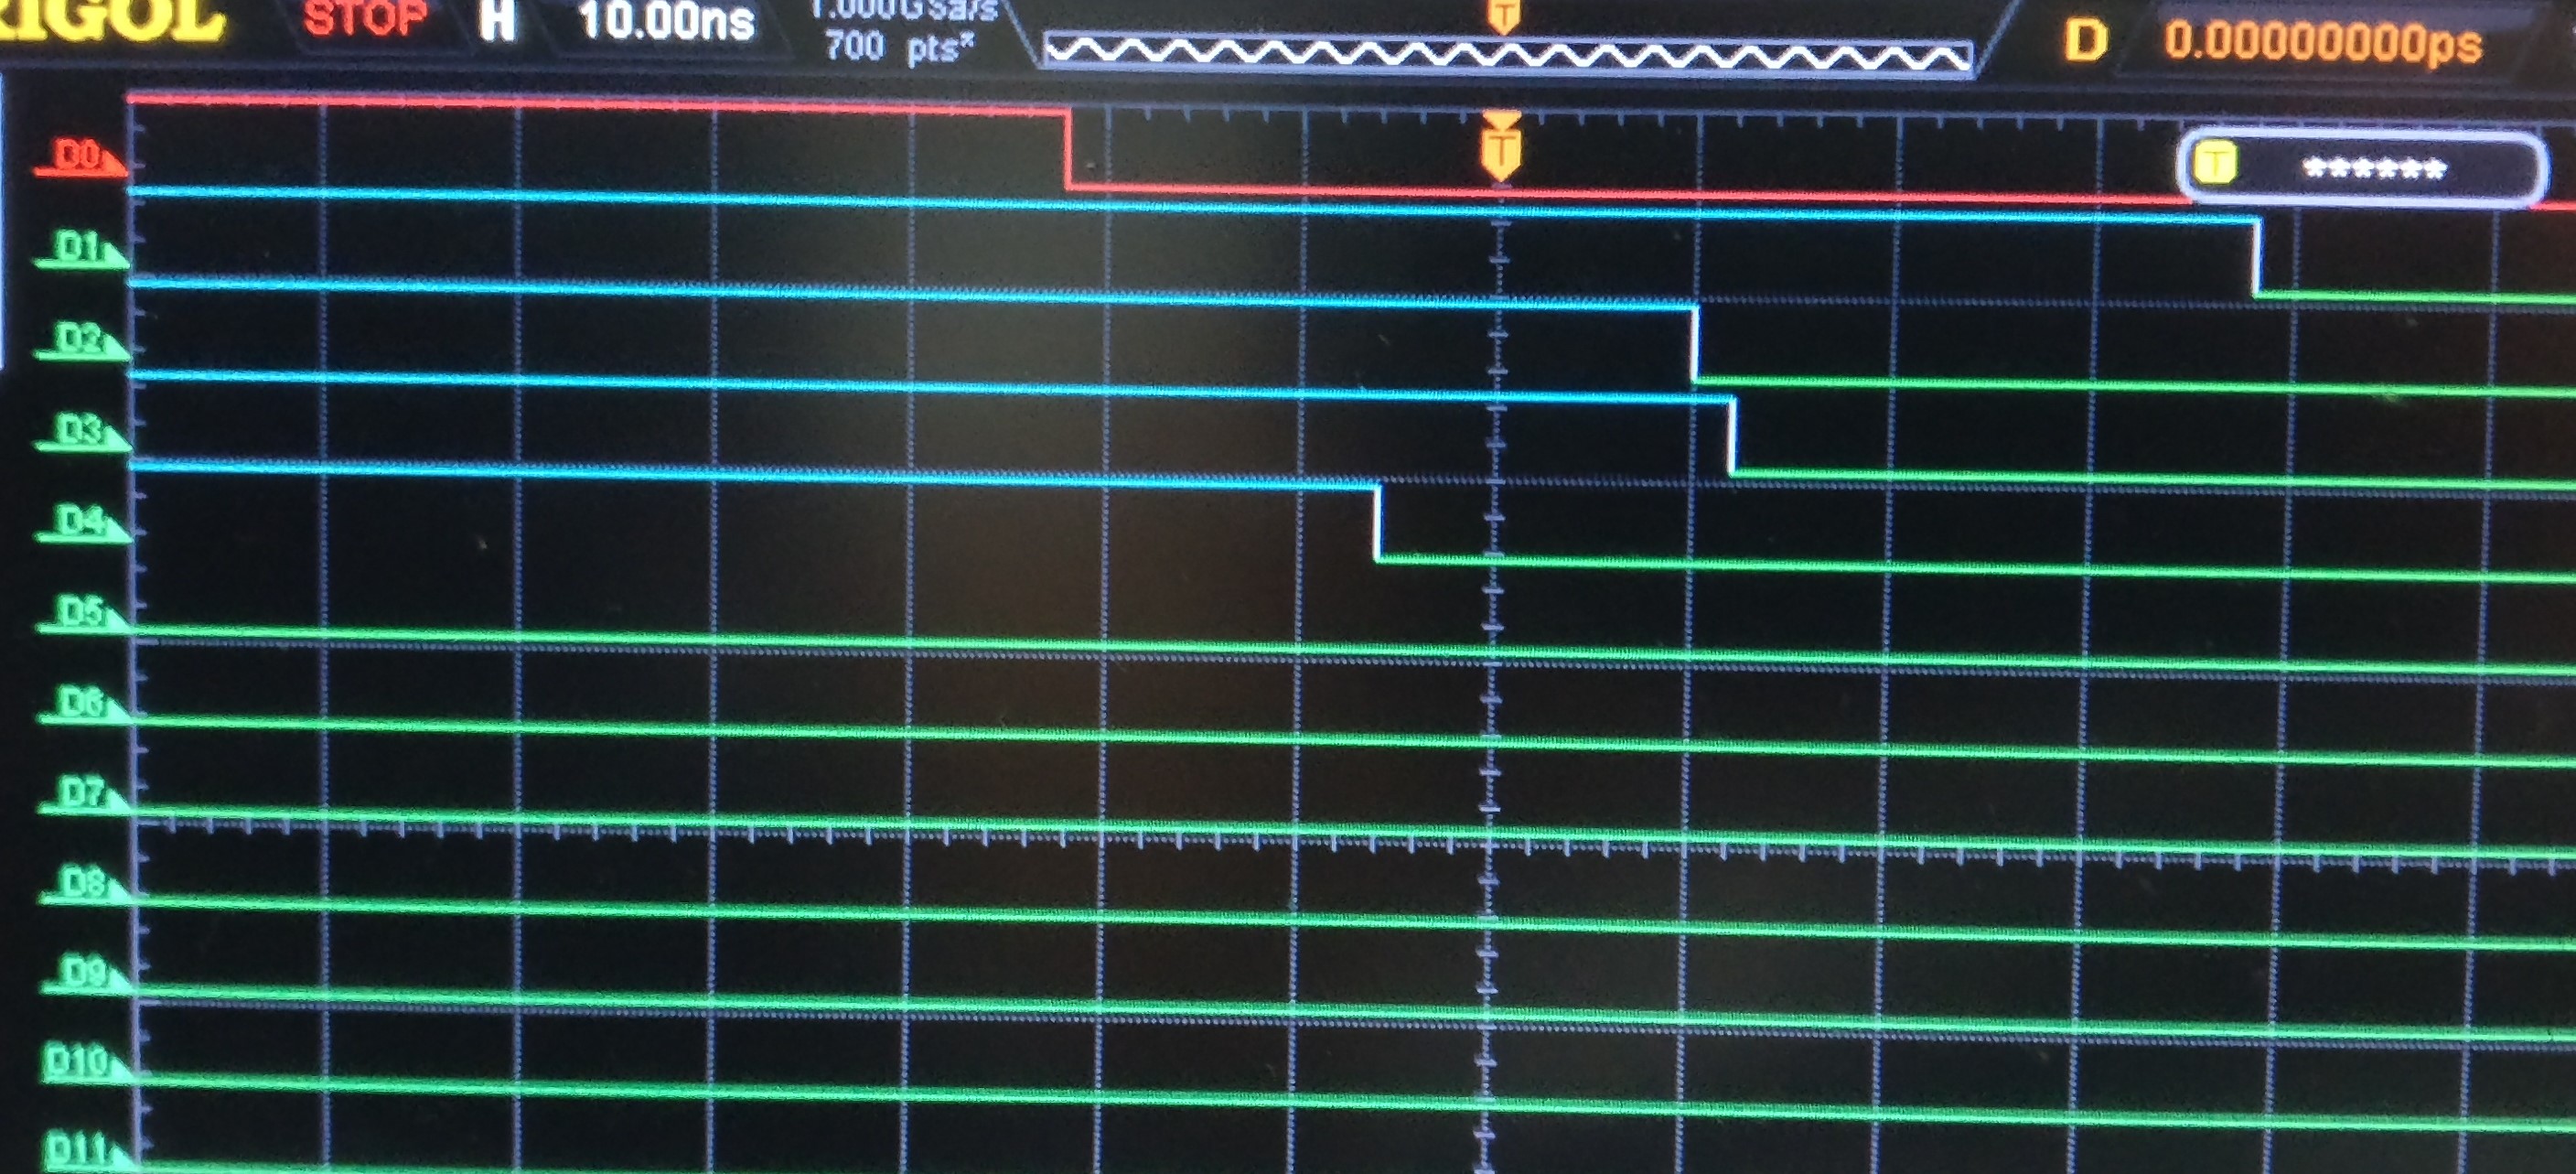 RIGOL STOP H 10.00ns 1.000GSa/s
700 pts D 0.00000000ps
T
T
T ******
D0
D1
D2
D3
D4
D5
D6
D7
D8
D9
D10
D11